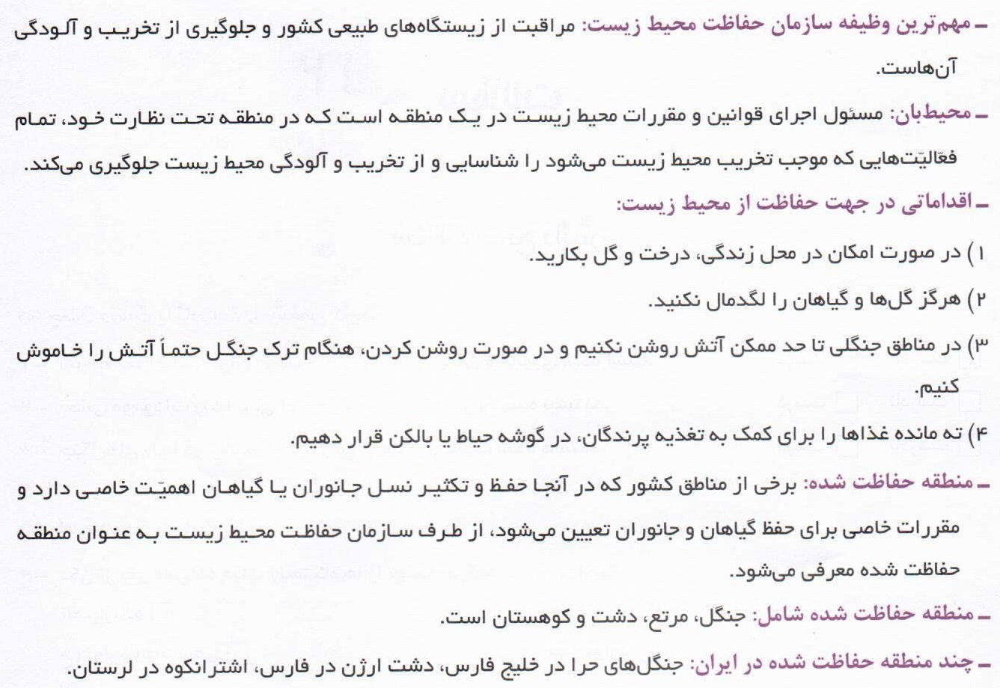 ـ مهم‌ترین وظیفه سازمان حفاظت محیط زیست: مراقبت از زیستگاه‌های طبیعی کشور و جلوگیری از تخریب و آلودگی
آن‌هاست.
ـ محیط‌بان: مسئول اجرای قوانین و مقررات محیط زیست در یک منطقه است که در منطقه تحت نظارت خود، تمام
فعّالیّت‌هایی که موجب تخریب محیط زیست می‌شود را شناسایی و از تخریب و آلودگی محیط زیست جلوگیری می‌کند.
ـ اقداماتی در جهت حفاظت از محیط زیست:
۱) در صورت امکان در محل زندگی، درخت و گل بکارید.
۲) هرگز گل‌ها و گیاهان را لگدمال نکنید.
۳) در مناطق جنگلی تا حد ممکن آتش روشن نکنیم و در صورت روشن کردن، هنگام ترک جنگل حتماً آتش را خاموش
کنیم.
۴) ته مانده غذاها را برای کمک به تغذیه پرندگان، در گوشه حیاط یا بالکن قرار دهیم.
ـ منطقه حفاظت شده: برخی از مناطق کشور که در آنجا حفظ و تکثیر نسل جانوران یا گیاهان اهمیّت خاصی دارد و
مقررات خاصی برای حفظ گیاهان و جانوران تعیین می‌شود، از طرف سازمان حفاظت محیط زیست به عنوان منطقه
حفاظت شده معرفی می‌شود.
ـ منطقه حفاظت شده شامل: جنگل، مرتع، دشت و کوهستان است.
ـ چند منطقه حفاظت شده در ایران: جنگل‌های حرا در خلیج فارس، دشت ارژن در فارس، اشترانکوه در لرستان.